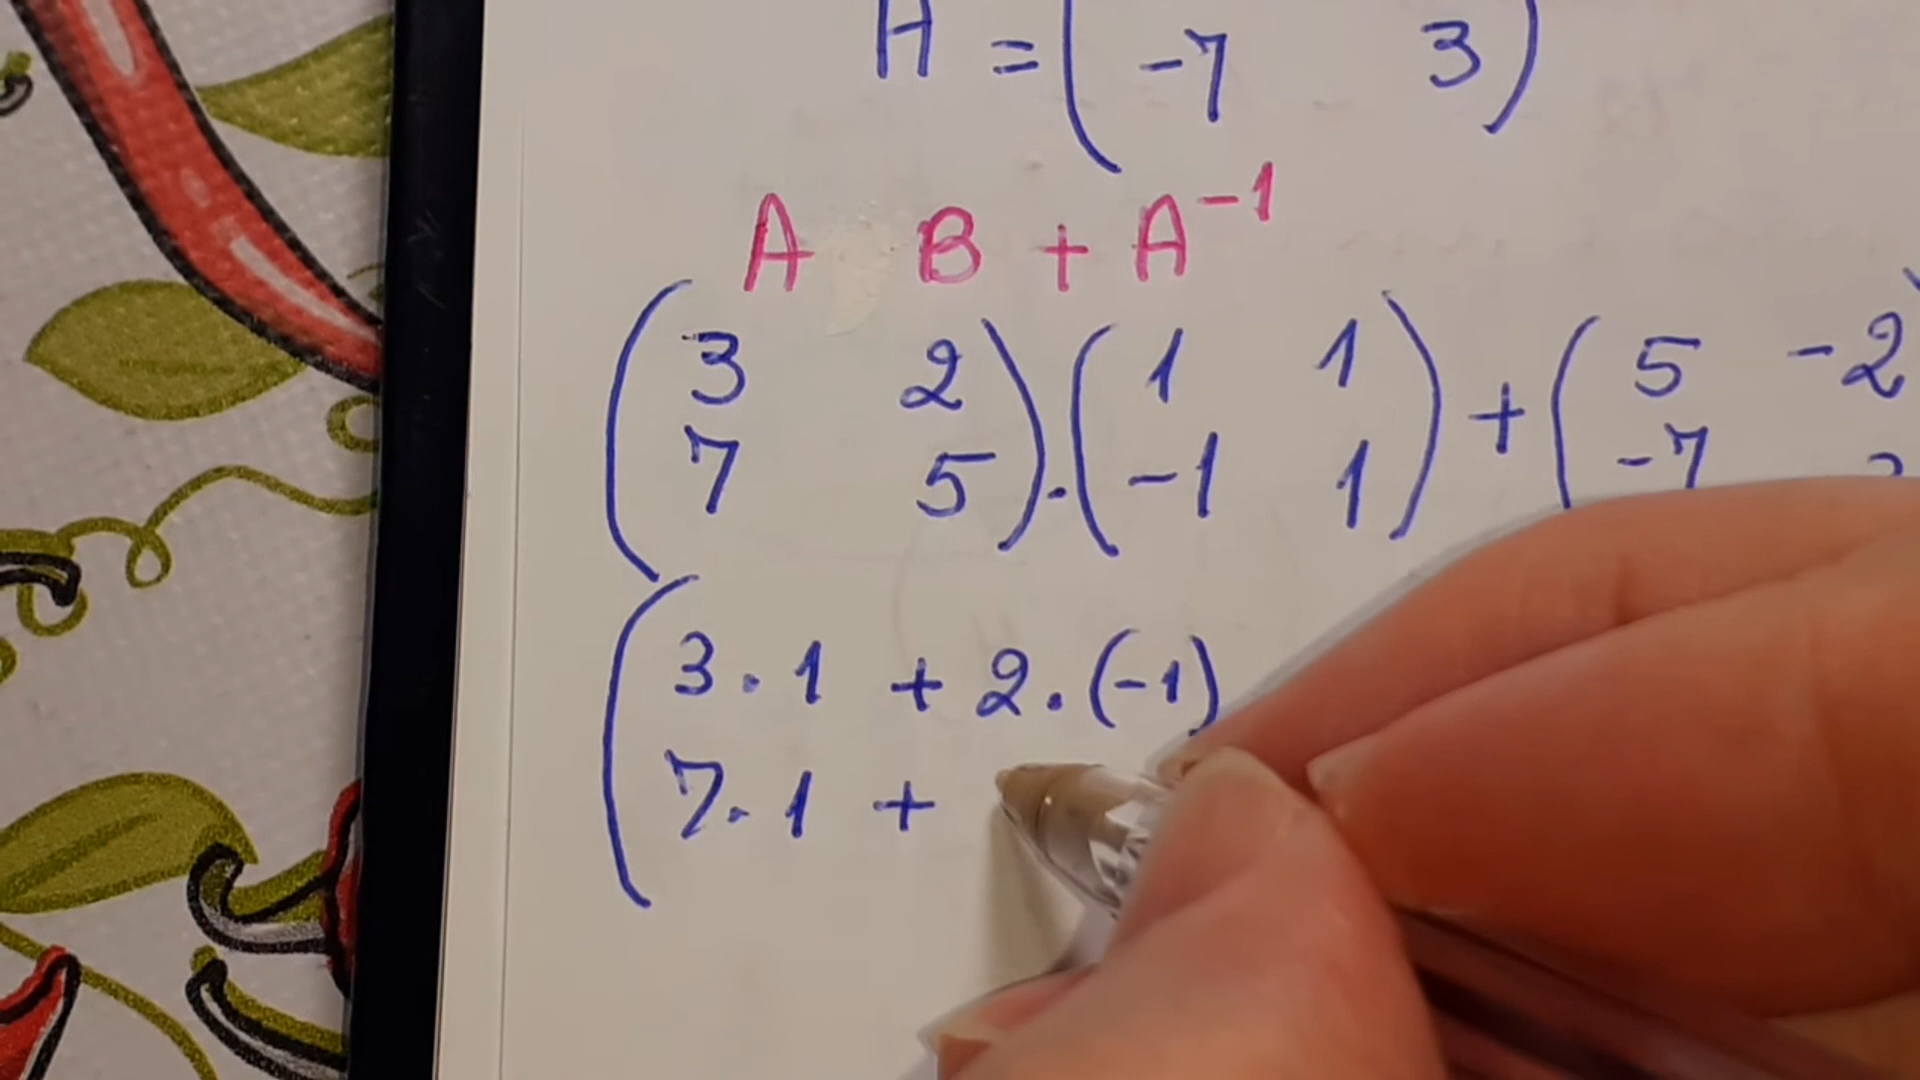 A = ( -7 3 )
A B + A⁻¹
( 3 2 ) . ( 1 1 ) + ( 5 -2
7 5 -1 1 -7
( 3 . 1 + 2 . (-1)
7 . 1 +